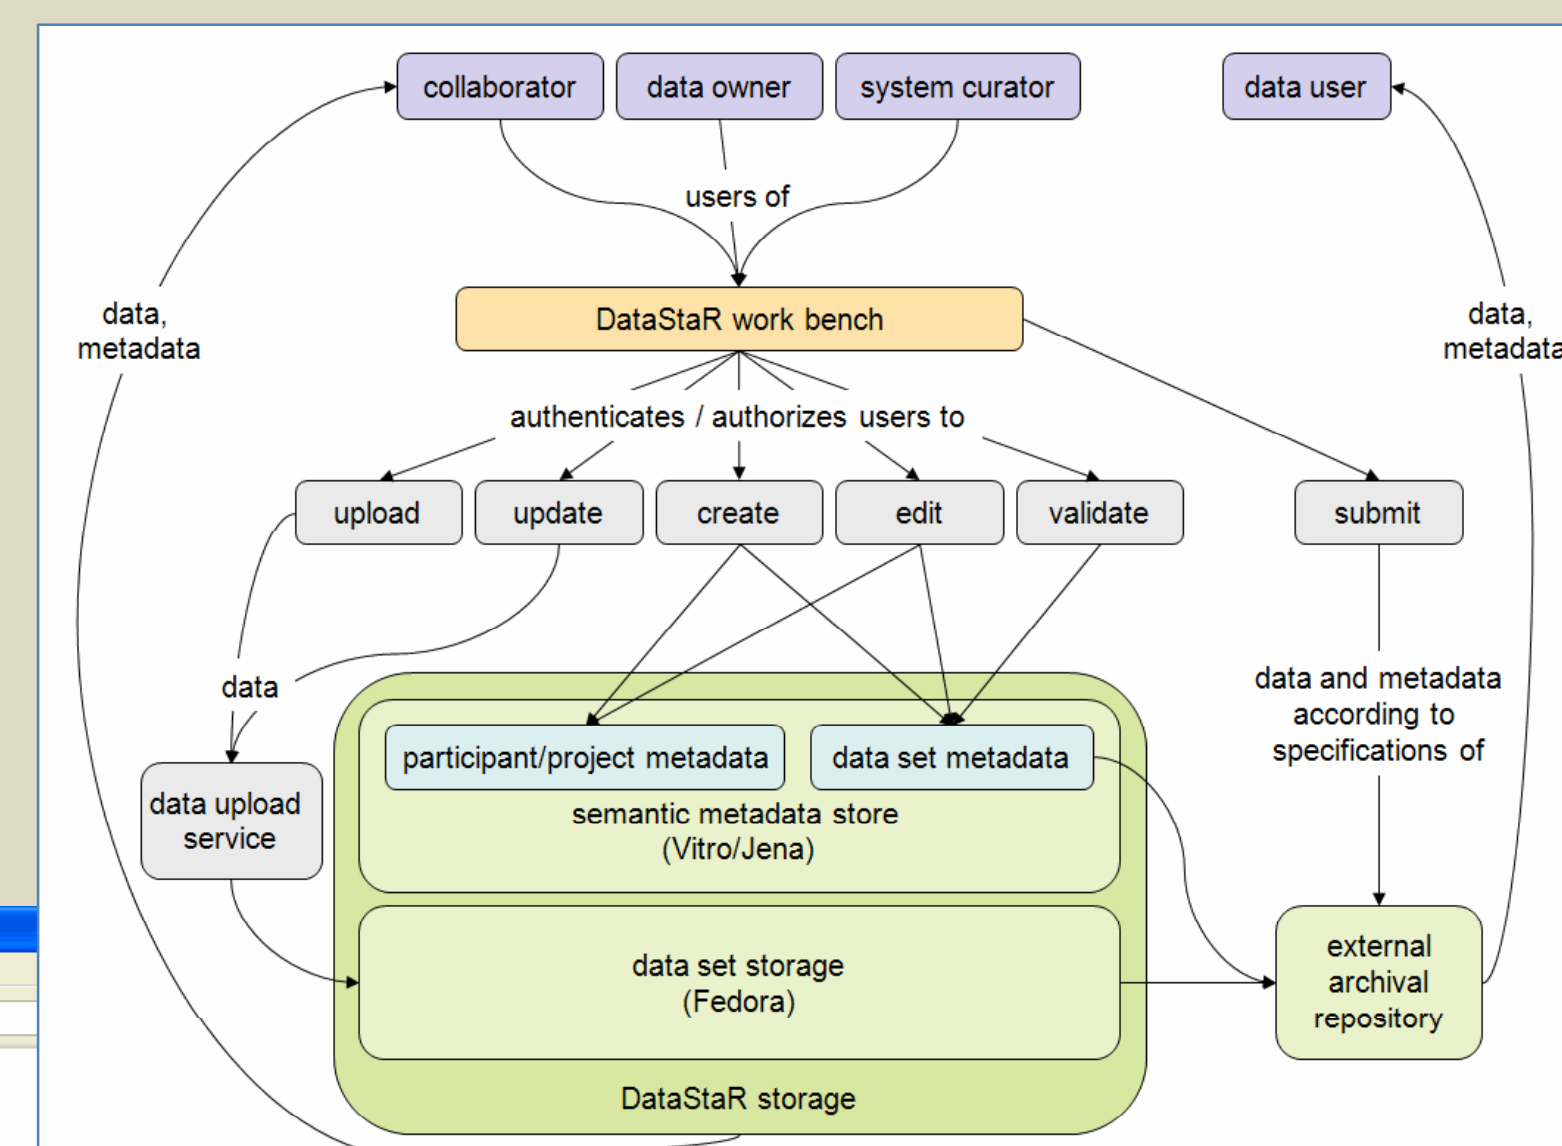 collaborator
data owner
system curator
data user
users of
data,
metadata
DataStaR work bench
data,
metadata
authenticates / authorizes users to
upload
update
create
edit
validate
submit
data
data and metadata
according to
specifications of
participant/project metadata
data set metadata
semantic metadata store
(Vitro/Jena)
data upload
service
data set storage
(Fedora)
external
archival
repository
DataStaR storage